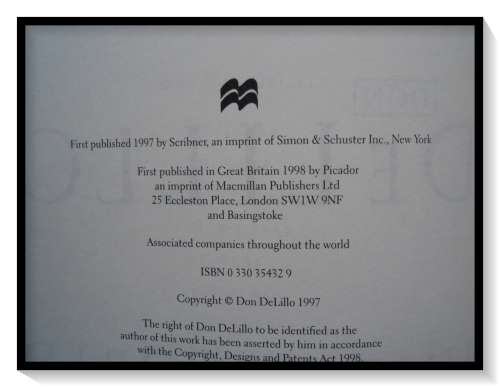 First published 1997 by Scribner, an imprint of Simon & Schuster Inc., New York
First published in Great Britain 1998 by Picador
an imprint of Macmillan Publishers Ltd
25 Eccleston Place, London SW1W 9NF
and Basingstoke
Associated companies throughout the world
ISBN 0 330 35432 9
Copyright © Don DeLillo 1997
The right of Don DeLillo to be identified as the
author of this work has been asserted by him in accordance
with the Copyright, Designs and Patents Act 1998.